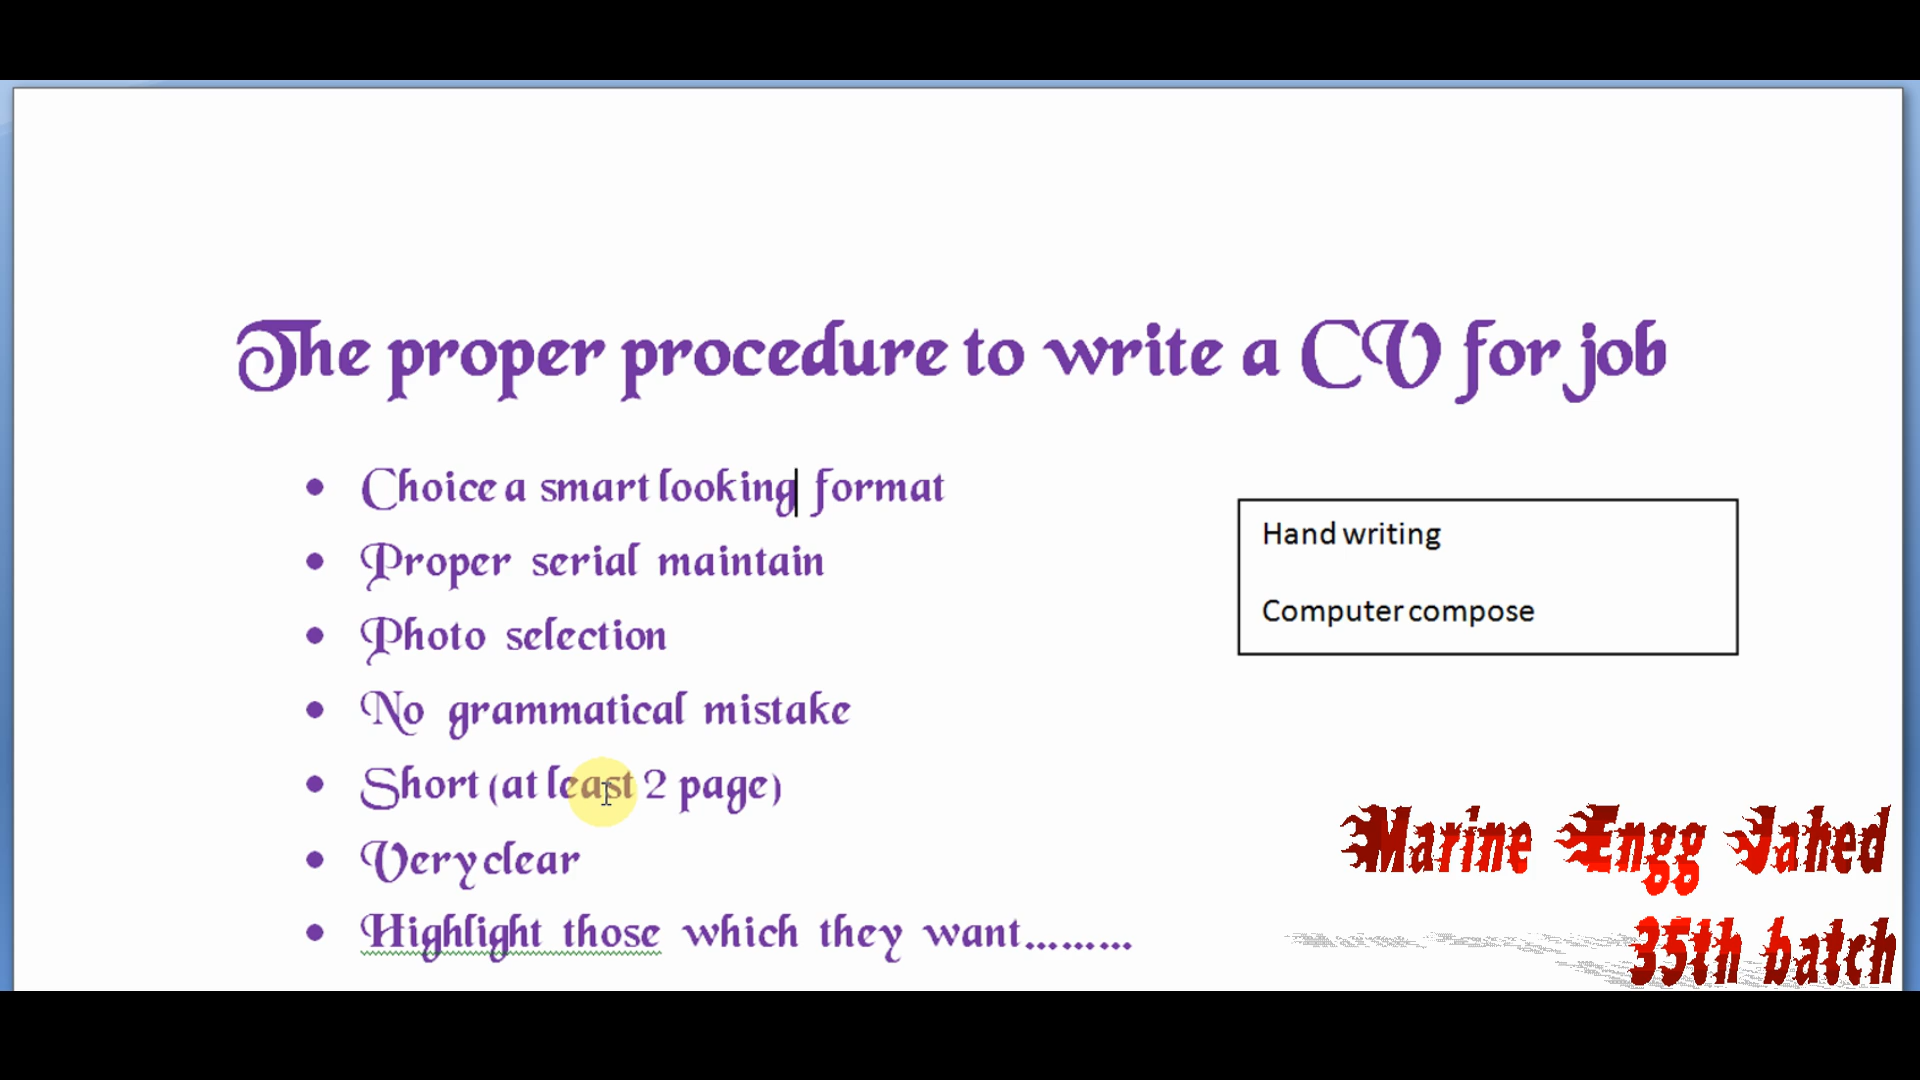 The proper procedure to write a CV for job
• Choice a smart looking format
• Proper serial maintain
• Photo selection
• No grammatical mistake
• Short (at least 2 page)
• Very clear
• Highlight those which they want.........
Hand writing
Computer compose
Marine Engg Jahed
35th batch